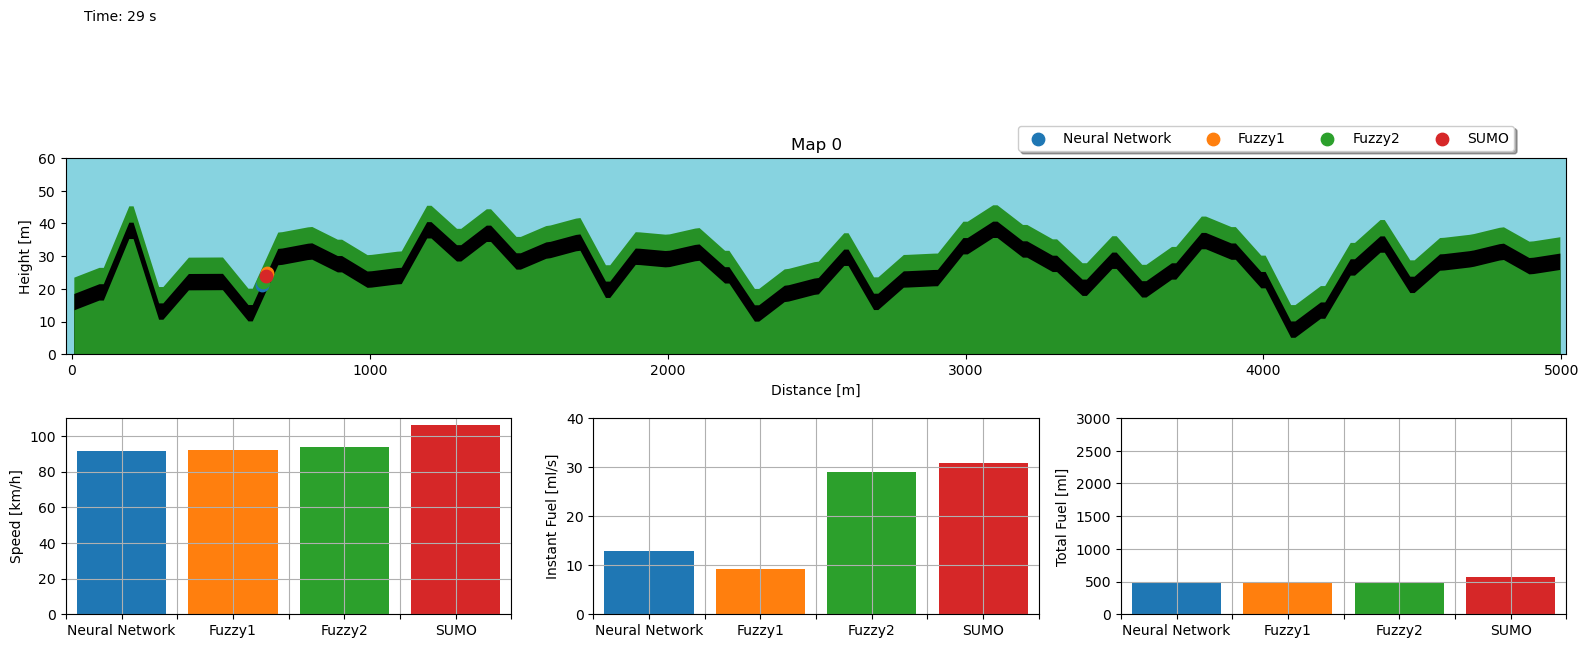 Time: 29 s
Neural Network Fuzzy1 Fuzzy2 SUMO
Map 0
Height [m]
60
50
40
30
20
10
0
0 1000 2000 3000 4000 5000
Distance [m]
Speed [km/h]
100
80
60
40
20
0
Neural Network Fuzzy1 Fuzzy2 SUMO
Instant Fuel [ml/s]
40
30
20
10
0
Neural Network Fuzzy1 Fuzzy2 SUMO
Total Fuel [ml]
3000
2500
2000
1500
1000
500
0
Neural Network Fuzzy1 Fuzzy2 SUMO